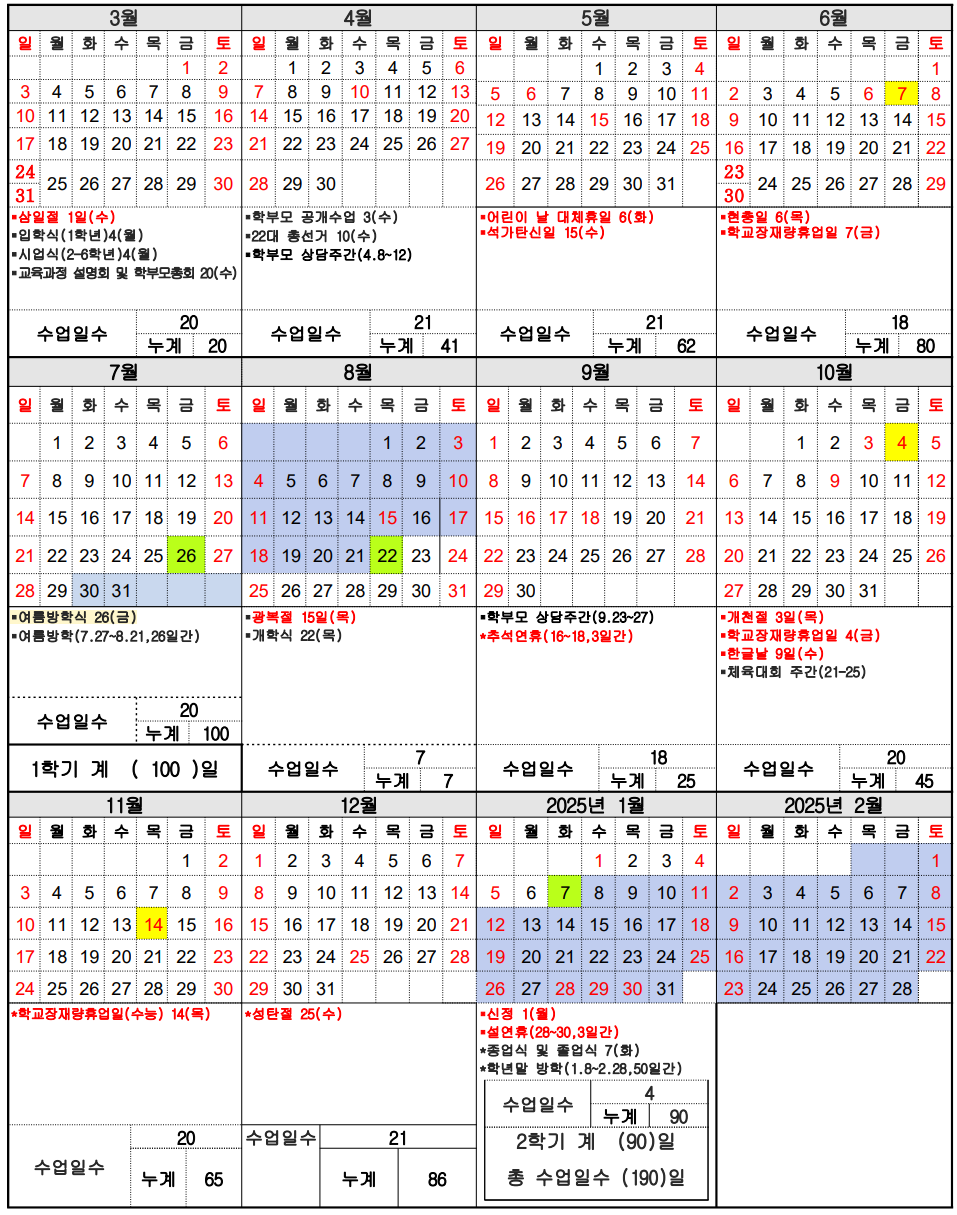 3월
일 월 화 수 목 금 토
1 2
3 4 5 6 7 8 9
10 11 12 13 14 15 16
17 18 19 20 21 22 23
24
31 25 26 27 28 29 30
▪삼일절 1일(수)
▪입학식(1학년)4(월)
▪시업식(2-6학년)4(월)
▪교육과정 설명회 및 학부모총회 20(수)
수업일수 20
누계 20
4월
일 월 화 수 목 금 토
1 2 3 4 5 6
7 8 9 10 11 12 13
14 15 16 17 18 19 20
21 22 23 24 25 26 27
28 29 30
▪학부모 공개수업 3(수)
▪22대 총선거 10(수)
▪학부모 상담주간(4.8~12)
수업일수 21
누계 41
5월
일 월 화 수 목 금 토
1 2 3 4
5 6 7 8 9 10 11
12 13 14 15 16 17 18
19 20 21 22 23 24 25
26 27 28 29 30 31
▪어린이 날 대체휴일 6(화)
▪석가탄신일 15(수)
수업일수 21
누계 62
6월
일 월 화 수 목 금 토
1
2 3 4 5 6 7 8
9 10 11 12 13 14 15
16 17 18 19 20 21 22
23
30 24 25 26 27 28 29
▪현충일 6(목)
▪학교장재량휴업일 7(금)
수업일수 18
누계 80
7월
일 월 화 수 목 금 토
1 2 3 4 5 6
7 8 9 10 11 12 13
14 15 16 17 18 19 20
21 22 23 24 25 26 27
28 29 30 31
▪여름방학식 26(금)
▪여름방학(7.27~8.21,26일간)
수업일수 20
누계 100
1학기 계 ( 100 )일
8월
일 월 화 수 목 금 토
1 2 3
4 5 6 7 8 9 10
11 12 13 14 15 16 17
18 19 20 21 22 23 24
25 26 27 28 29 30 31
▪광복절 15일(목)
▪개학식 22(목)
수업일수 7
누계 7
9월
일 월 화 수 목 금 토
1 2 3 4 5 6 7
8 9 10 11 12 13 14
15 16 17 18 19 20 21
22 23 24 25 26 27 28
29 30
▪학부모 상담주간(9.23~27)
*추석연휴(16~18,3일간)
수업일수 18
누계 25
10월
일 월 화 수 목 금 토
1 2 3 4 5
6 7 8 9 10 11 12
13 14 15 16 17 18 19
20 21 22 23 24 25 26
27 28 29 30 31
▪개천절 3일(목)
▪학교장재량휴업일 4(금)
▪한글날 9일(수)
▪체육대회 주간(21-25)
수업일수 20
누계 45
11월
일 월 화 수 목 금 토
1 2
3 4 5 6 7 8 9
10 11 12 13 14 15 16
17 18 19 20 21 22 23
24 25 26 27 28 29 30
*학교장재량휴업일(수능) 14(목)
수업일수 20
누계 65
12월
일 월 화 수 목 금 토
1 2 3 4 5 6 7
8 9 10 11 12 13 14
15 16 17 18 19 20 21
22 23 24 25 26 27 28
29 30 31
*성탄절 25(수)
수업일수 21
누계 86
2025년 1월
일 월 화 수 목 금 토
1 2 3 4
5 6 7 8 9 10 11
12 13 14 15 16 17 18
19 20 21 22 23 24 25
26 27 28 29 30 31
▪신정 1(월)
▪설연휴(28~30,3일간)
*종업식 및 졸업식 7(화)
*학년말 방학(1.8~2.28,50일간)
수업일수 4
누계 90
2학기 계 (90)일
총 수업일수 (190)일
2025년 2월
일 월 화 수 목 금 토
1
2 3 4 5 6 7 8
9 10 11 12 13 14 15
16 17 18 19 20 21 22
23 24 25 26 27 28